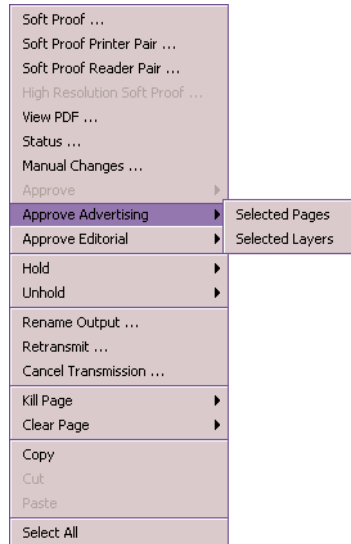 Soft Proof ...
Soft Proof Printer Pair ...
Soft Proof Reader Pair ...
High Resolution Soft Proof ...
View PDF ...
Status ...
Manual Changes ...
Approve
Approve Advertising
Selected Pages
Approve Editorial
Selected Layers
Hold
Unhold
Rename Output ...
Retransmit ...
Cancel Transmission ...
Kill Page
Clear Page
Copy
Cut
Paste
Select All